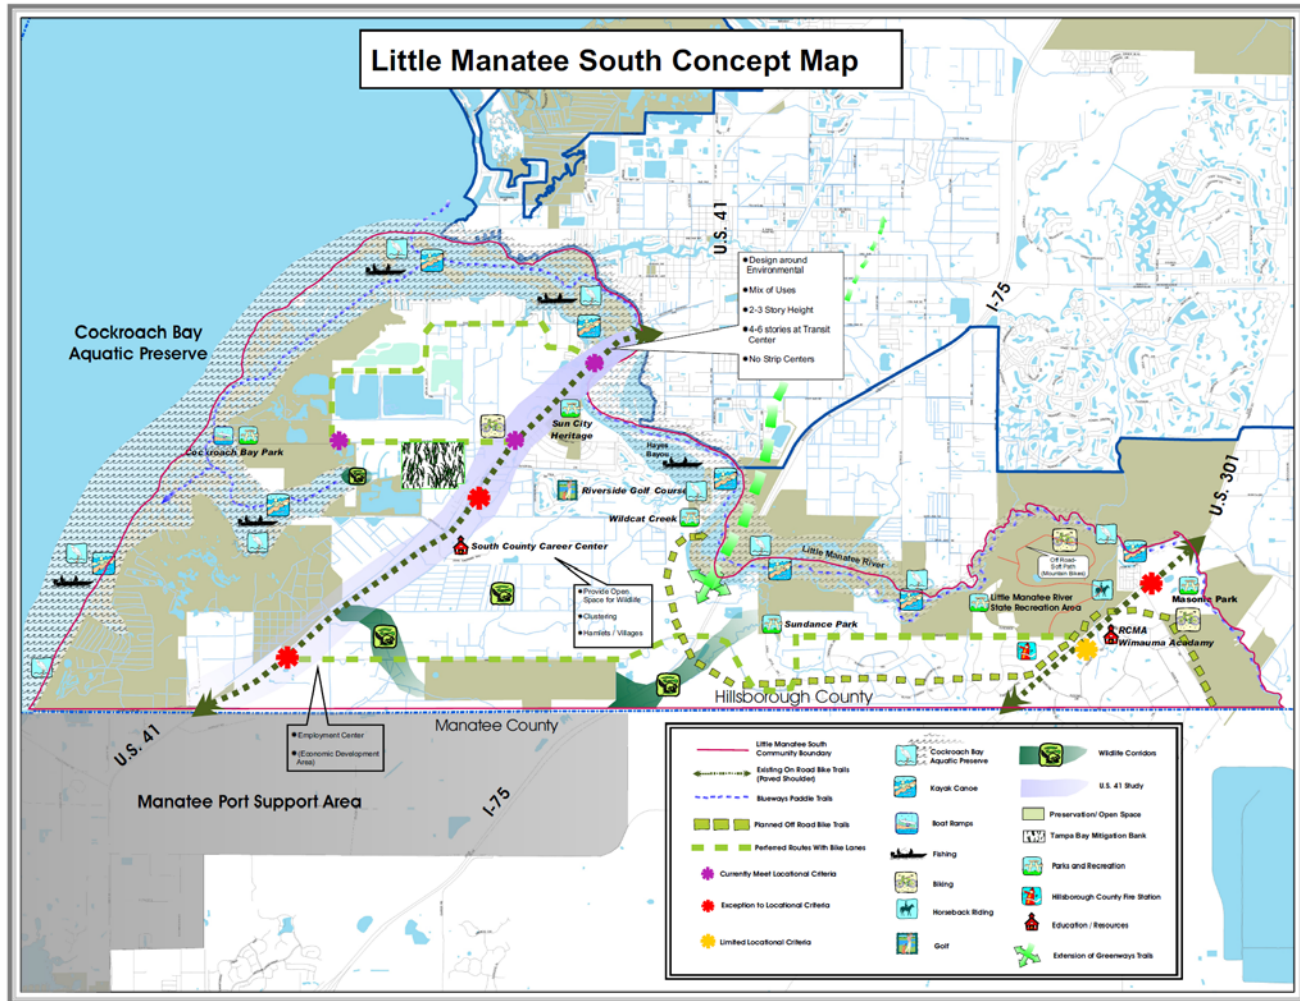 Little Manatee South Concept Map
U.S. 41
Design around
Environmental
Mix of Uses
2-3 Story Height
4-6 stories at Transit
Center
No Strip Centers
I-75
Cockroach Bay
Aquatic Preserve
Sun City
Heritage
Cockroach Bay Park
Hayes
Bayou
U.S. 301
Riverside Golf Course
Wildcat Creek
South County Career Center
Little Manatee River
Off Road-
Soft Path
(Mountain Bikes)
Provide Open
Space for Wildlife
Clustering
Hamlets / Villages
Little Manatee River
State Recreation Area
Masonic Park
Sundance Park
RCMA
Wimauma Acadamy
Hillsborough County
Manatee County
U.S. 41
Employment Center
(Economic Development
Area)
Manatee Port Support Area
I-75
Little Manatee South
Community Boundary
Existing On Road Bike Trails
(Paved Shoulder)
Blueways Paddle Trails
Planned Off Road Bike Trails
Perferred Routes With Bike Lanes
Currently Meet Locational Criteria
Exception to Locational Criteria
Limited Locational Criteria
Cockroach Bay
Aquatic Preserve
Kayak Canoe
Boat Ramps
Fishing
Biking
Horseback Riding
Golf
Wildlife Corridors
U.S. 41 Study
Preservation/ Open Space
Tampa Bay Mitigation Bank
Parks and Recreation
Hillsborough County Fire Station
Education / Resources
Extension of Greenways Trails